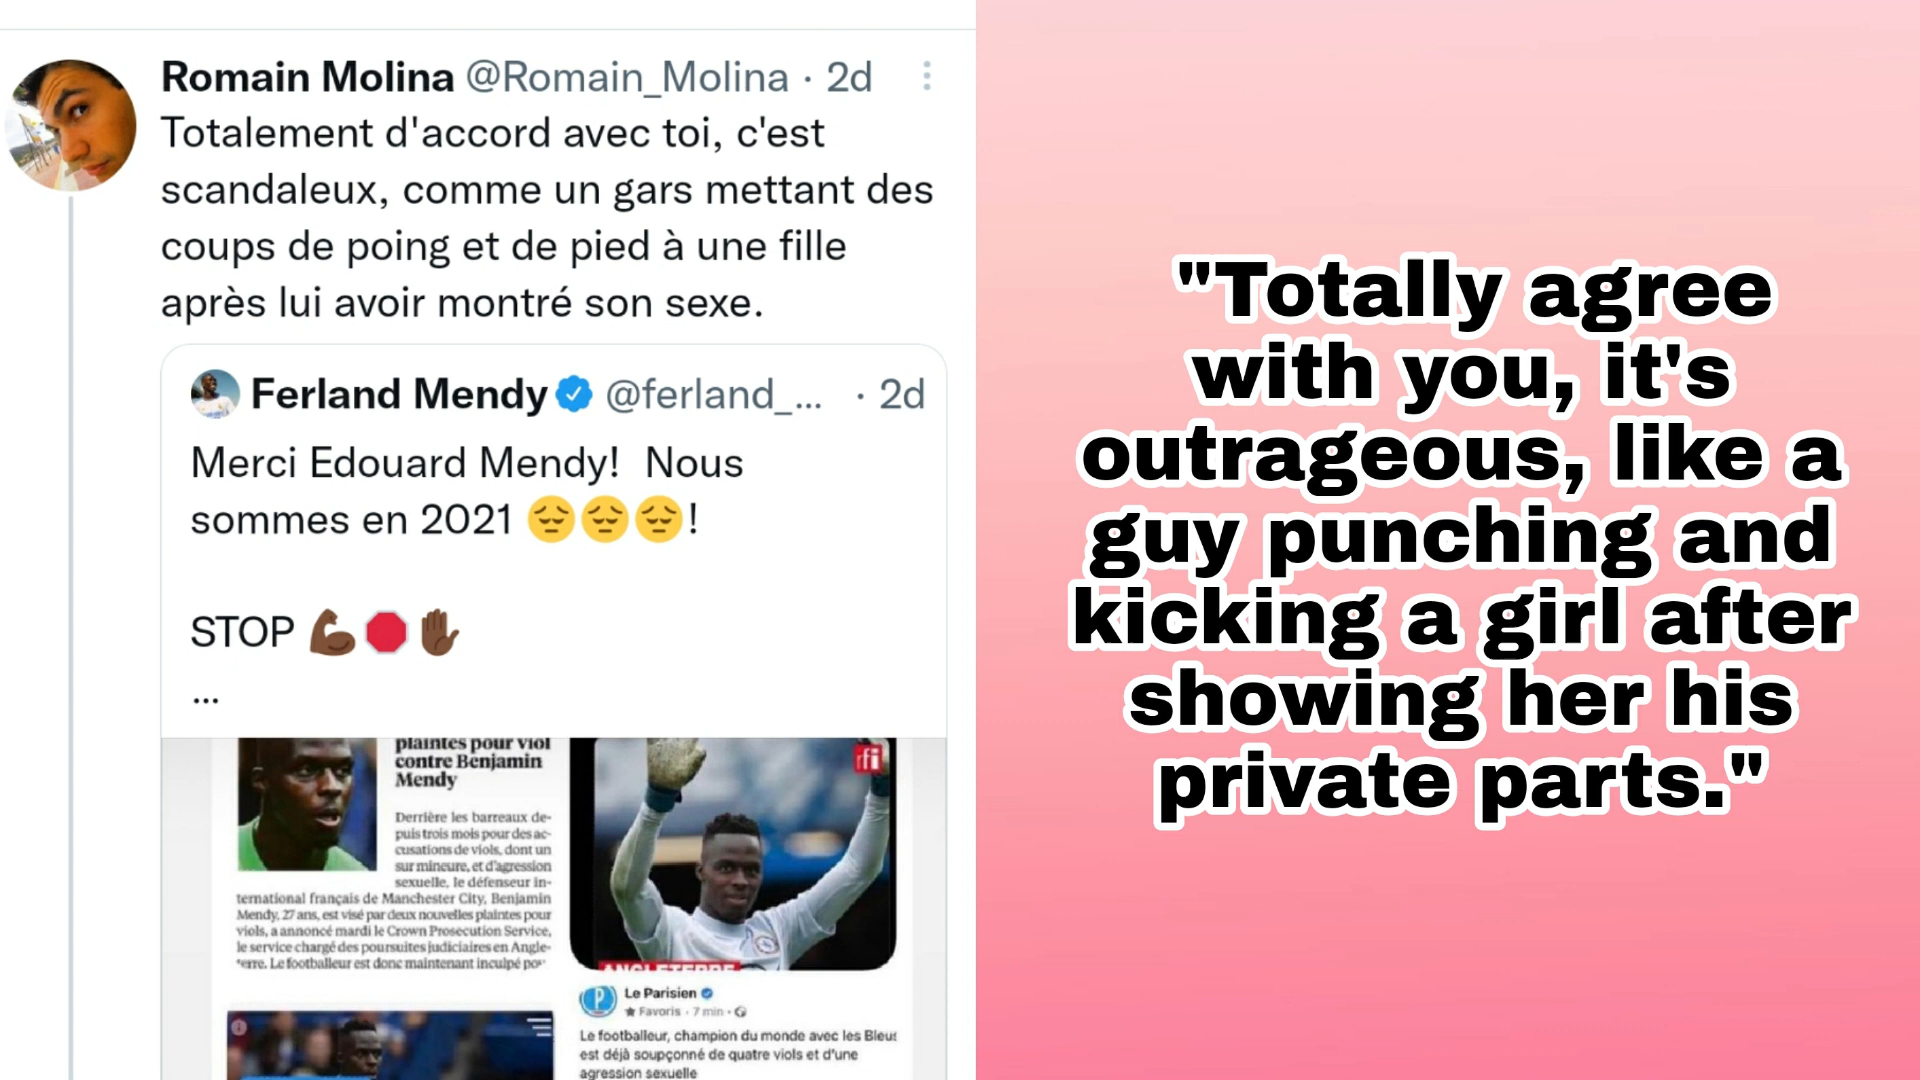 Romain Molina @Romain_Molina · 2d
Totalement d'accord avec toi, c'est
scandaleux, comme un gars mettant des
coups de poing et de pied à une fille
après lui avoir montré son sexe.
Ferland Mendy @ferland_... · 2d
Merci Edouard Mendy! Nous
sommes en 2021 😔😔😔!
STOP 💪🏾🛑✋🏾
...
plaintes pour viol
contre Benjamin
Mendy
Derrière les barreaux de-
puis trois mois pour des ac-
cusations de viols, dont un
sur mineure, et d'agression
sexuelle, le défenseur in-
ternational français de Manchester City, Benjamin
Mendy, 27 ans, est visé par deux nouvelles plaintes pour
viols, a annoncé mardi le Crown Prosecution Service,
le service chargé des poursuites judiciaires en Angle-
terre. Le footballeur est donc maintenant inculpé po
rfi
ANGLETERRE
Le Parisien
Favoris · 7 min ·
Le footballeur, champion du monde avec les Bleus
est déjà soupçonné de quatre viols et d'une
agression sexuelle
"Totally agree
with you, it's
outrageous, like a
guy punching and
kicking a girl after
showing her his
private parts."